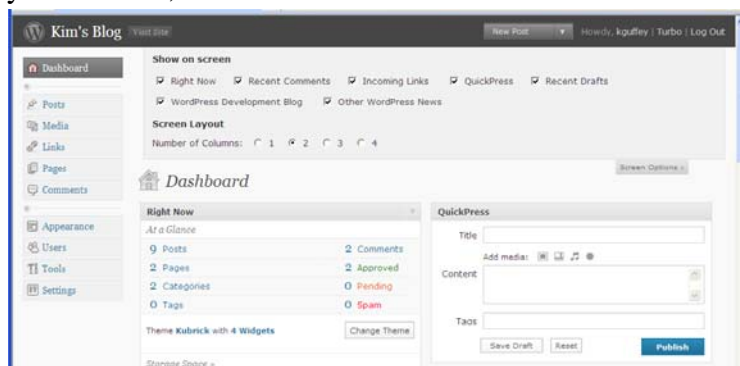 Kim's Blog Visit Site New Post Howdy, kguffey | Turbo | Log Out
Show on screen
Right Now Recent Comments Incoming Links QuickPress Recent Drafts
WordPress Development Blog Other WordPress News
Screen Layout
Number of Columns: 1 2 3 4
Screen Options
Dashboard
Posts
Media
Links
Pages
Comments
Appearance
Users
Tools
Settings
Dashboard
Right Now
At a Glance
9 Posts 2 Comments
2 Pages 2 Approved
2 Categories 0 Pending
0 Tags 0 Spam
Theme Kubrick with 4 Widgets Change Theme
Storage Space »
QuickPress
Title
Add media:
Content
Tags
Save Draft Reset Publish